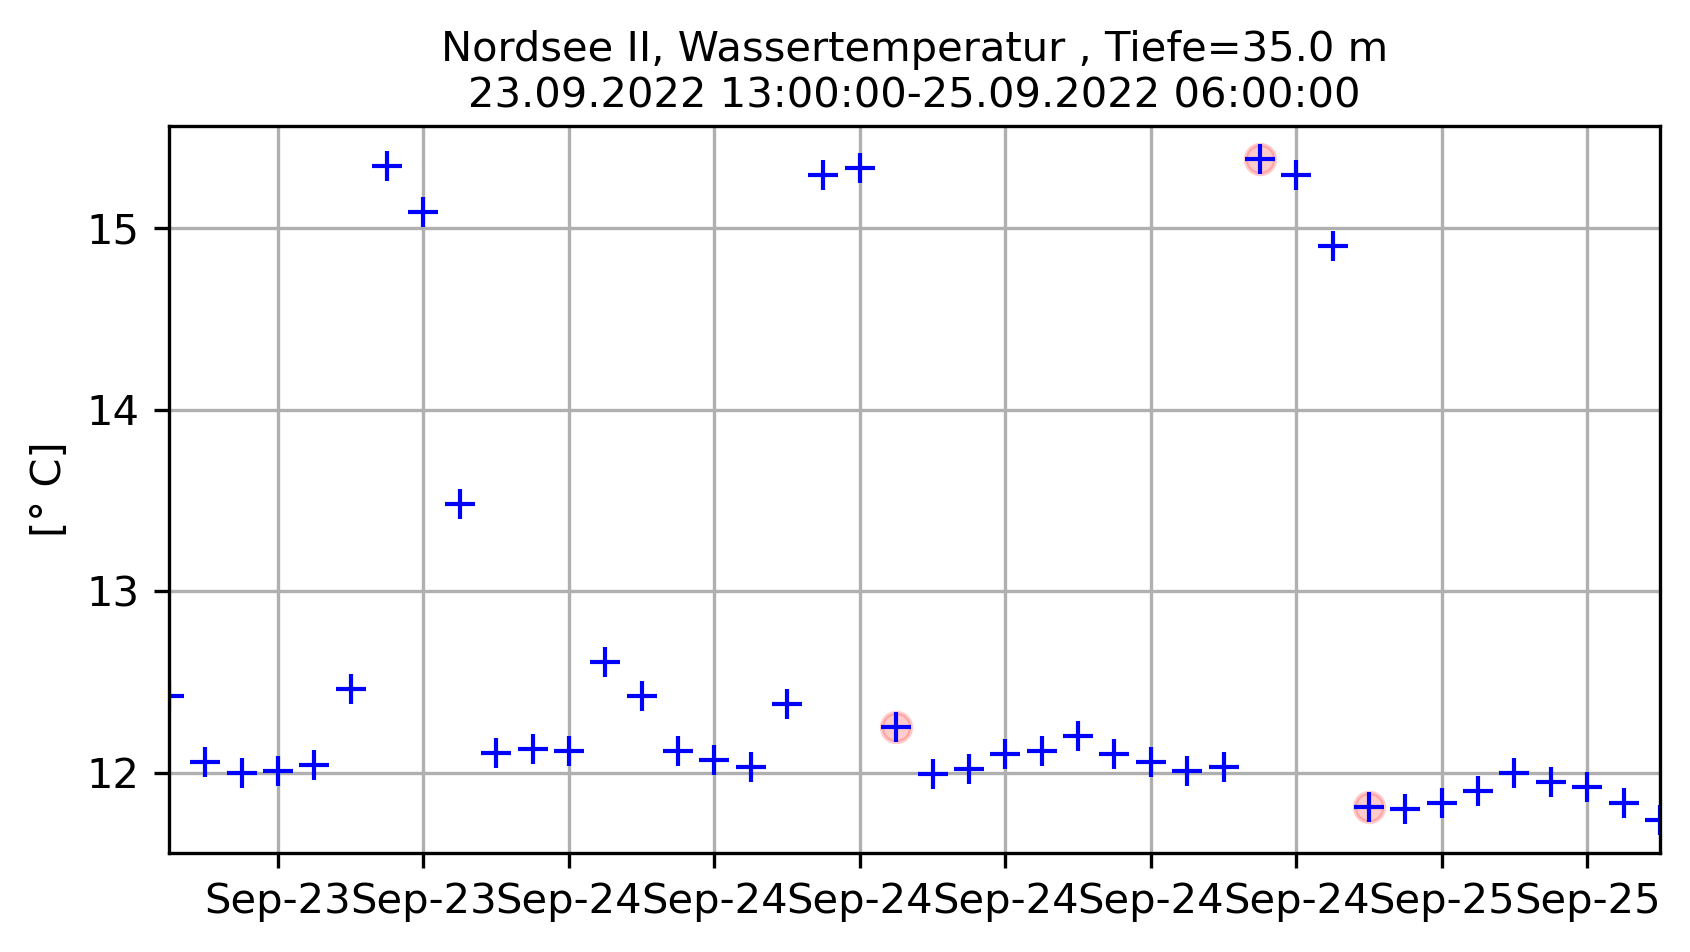 Nordsee II, Wassertemperatur , Tiefe=35.0 m
23.09.2022 13:00:00-25.09.2022 06:00:00
15
14
13
12
[° C]
Sep-23 Sep-23 Sep-24 Sep-24 Sep-24 Sep-24 Sep-24 Sep-24 Sep-25 Sep-25